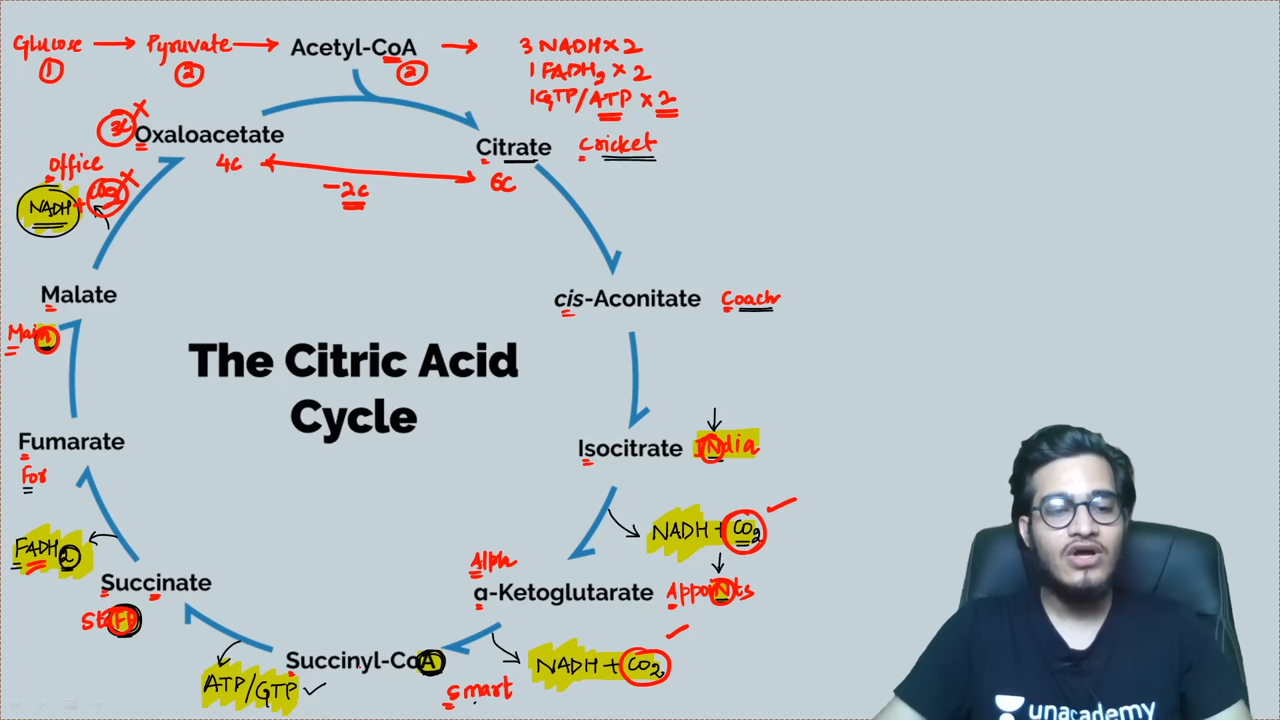 Glucose → Pyruvate → Acetyl-CoA → 3 NADH × 2
1 2 2 1 FADH2 × 2
1 GTP/ATP × 2
3C × Oxaloacetate
Citrate Cricket
Office 4C -2C 6C
NADH + CO2 ×
Malate cis-Aconitate Coach
Main
The Citric Acid
Cycle
Fumarate Isocitrate INdia
For
NADH + CO2
FADH2 Alpha
Succinate α-Ketoglutarate AppoiNts
Staff
Succinyl-CoA NADH + CO2
ATP/GTP Smart
unacademy